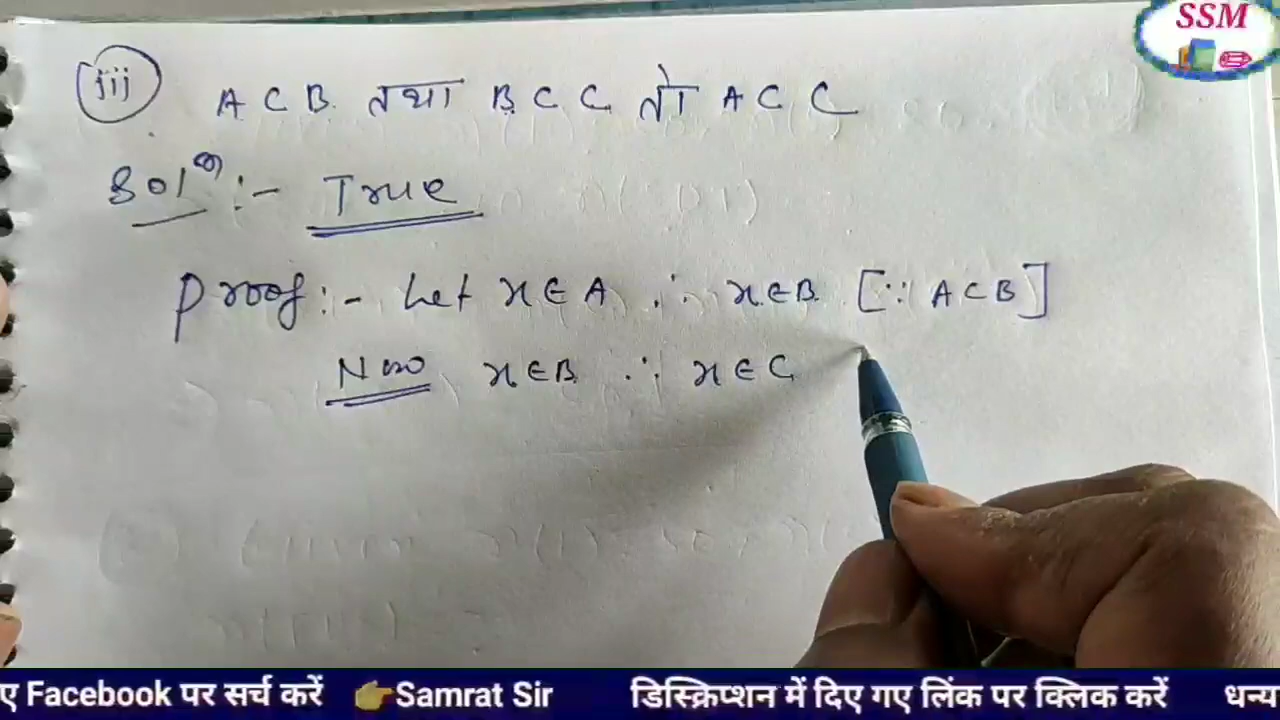 SSM
(iii) A ⊂ B तथा B ⊂ C तो A ⊂ C
Solⁿ :- True
Proof :- Let x ∈ A ∴ x ∈ B [∵ A ⊂ B]
Now x ∈ B ∴ x ∈ C
ए Facebook पर सर्च करें 👉Samrat Sir डिस्क्रिप्शन में दिए गए लिंक पर क्लिक करें धन्य